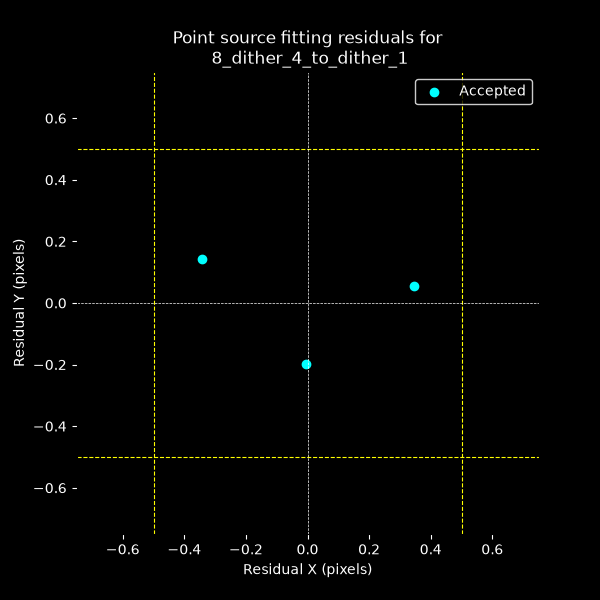 Point source fitting residuals for
8_dither_4_to_dither_1
Accepted
0.6
0.4
0.2
0.0
−0.2
−0.4
−0.6
Residual Y (pixels)
−0.6 −0.4 −0.2 0.0 0.2 0.4 0.6
Residual X (pixels)